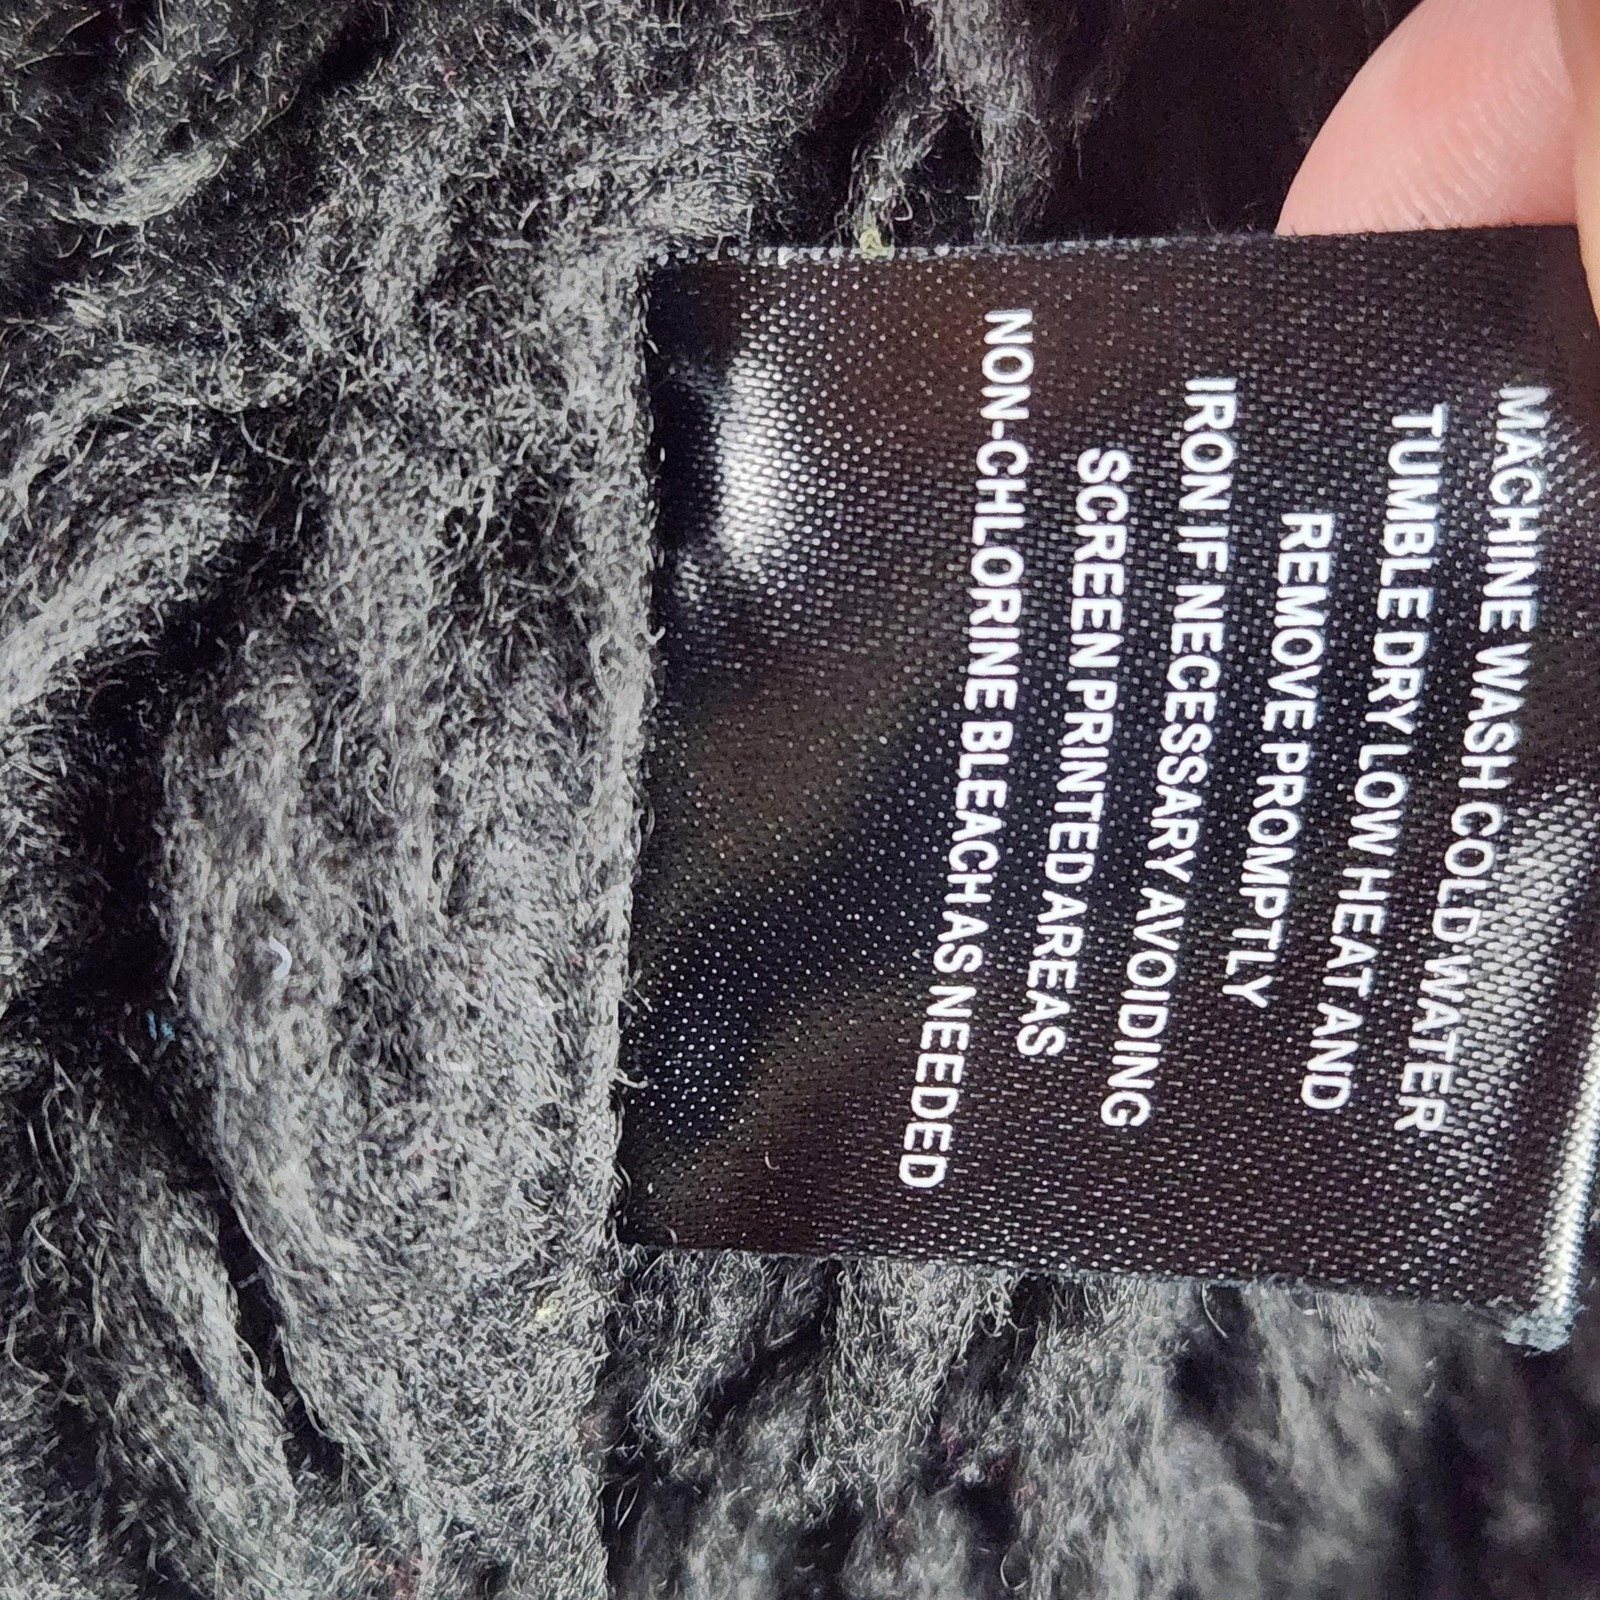 MACHINE WASH COLD WATER
TUMBLE DRY LOW HEAT AND
REMOVE PROMPTLY
IRON IF NECESSARY AVOIDING
SCREEN PRINTED AREAS
NON-CHLORINE BLEACH AS NEEDED